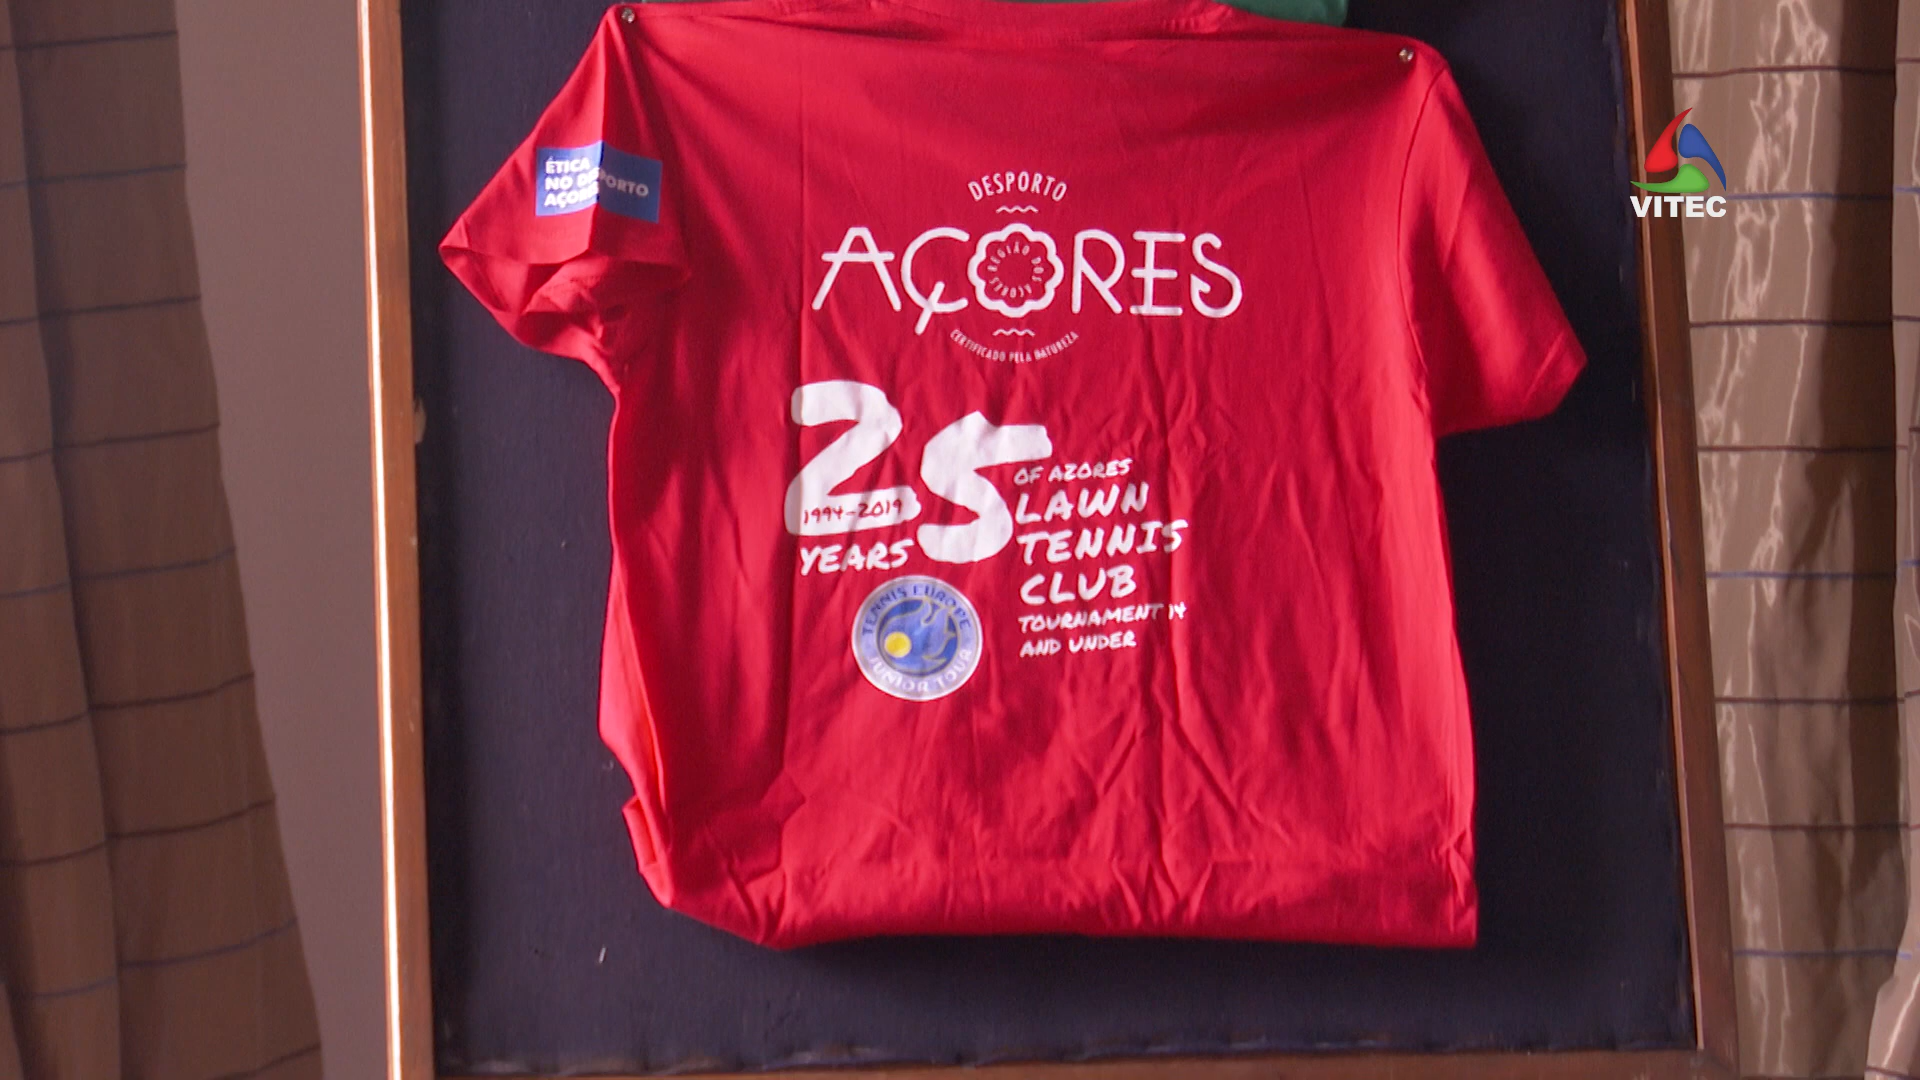 ÉTICA
NO DESPORTO
AÇORES
DESPORTO
AÇORES
REGIÃO DOS AÇORES
CERTIFICADO PELA NATUREZA
25
1994-2019
YEARS
OF AZORES
LAWN
TENNIS
CLUB
TOURNAMENT 14
AND UNDER
TENNIS EUROPE
JUNIOR TOUR
VITEC